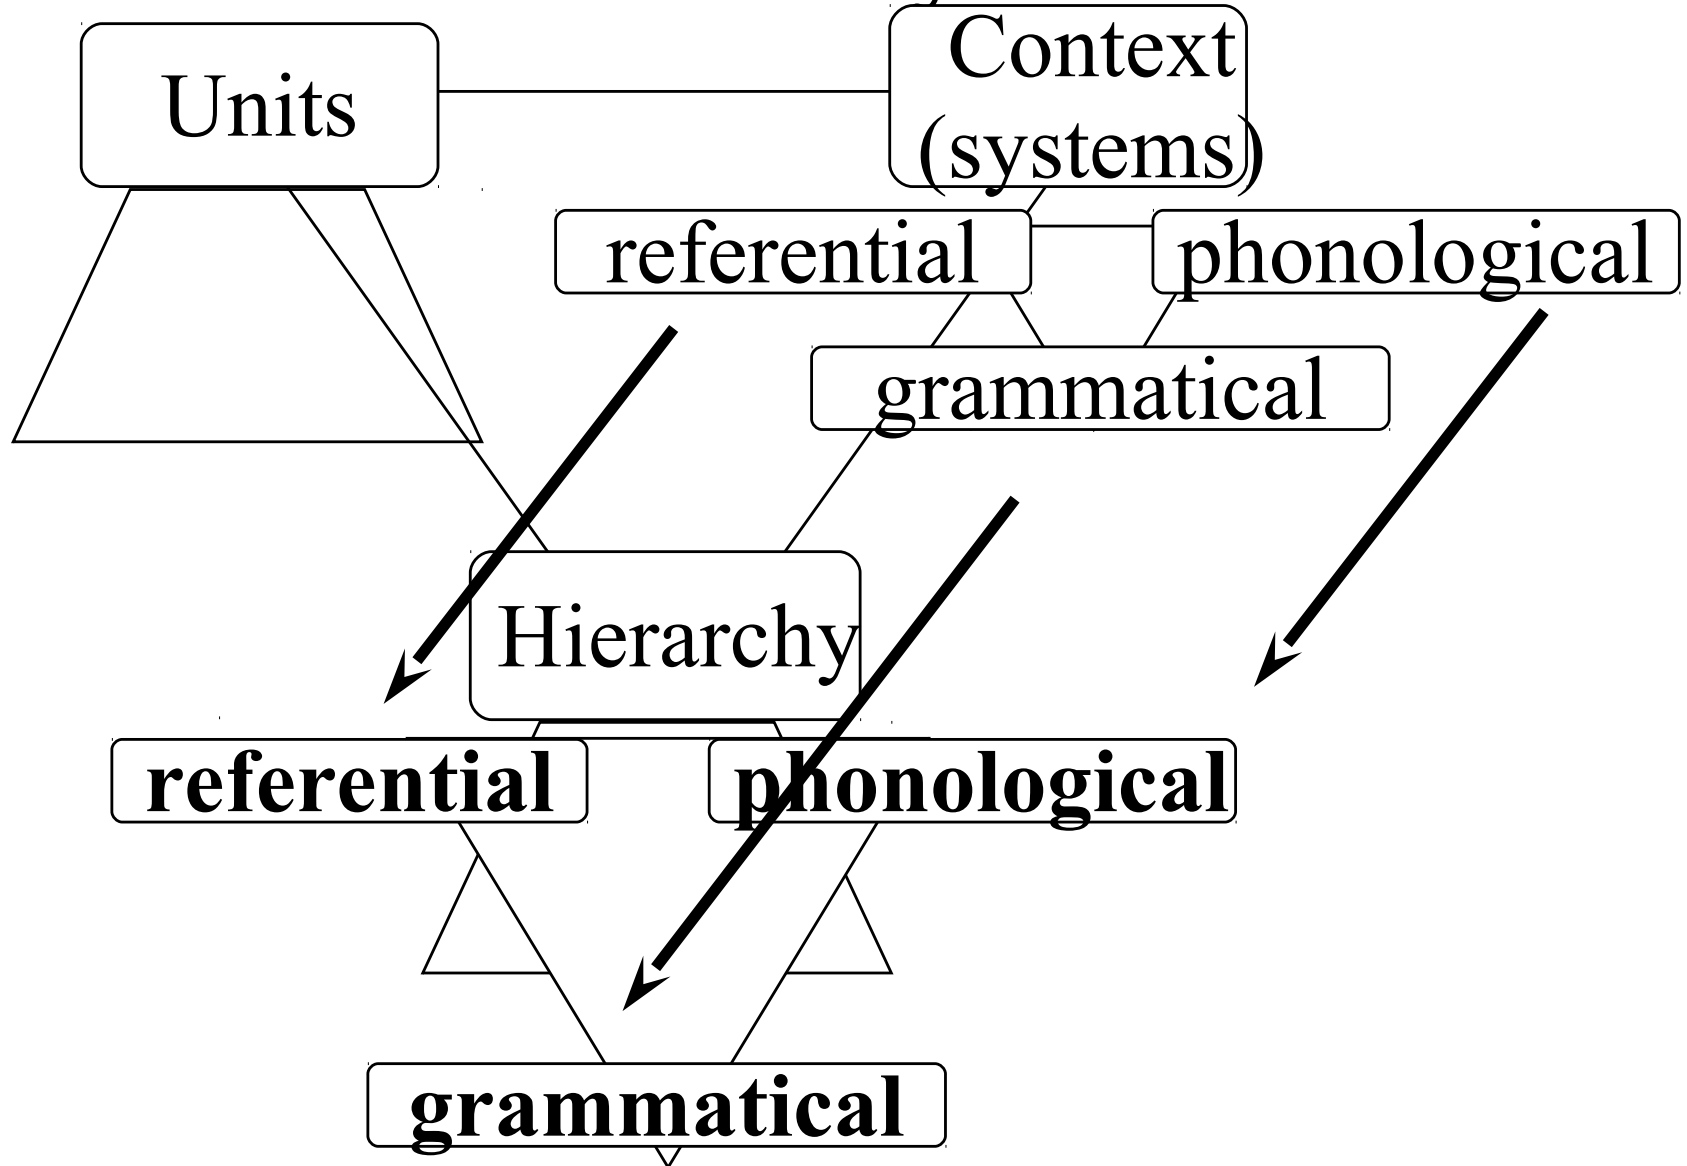 Units
Context
(systems)
referential
phonological
grammatical
Hierarchy
referential
phonological
grammatical